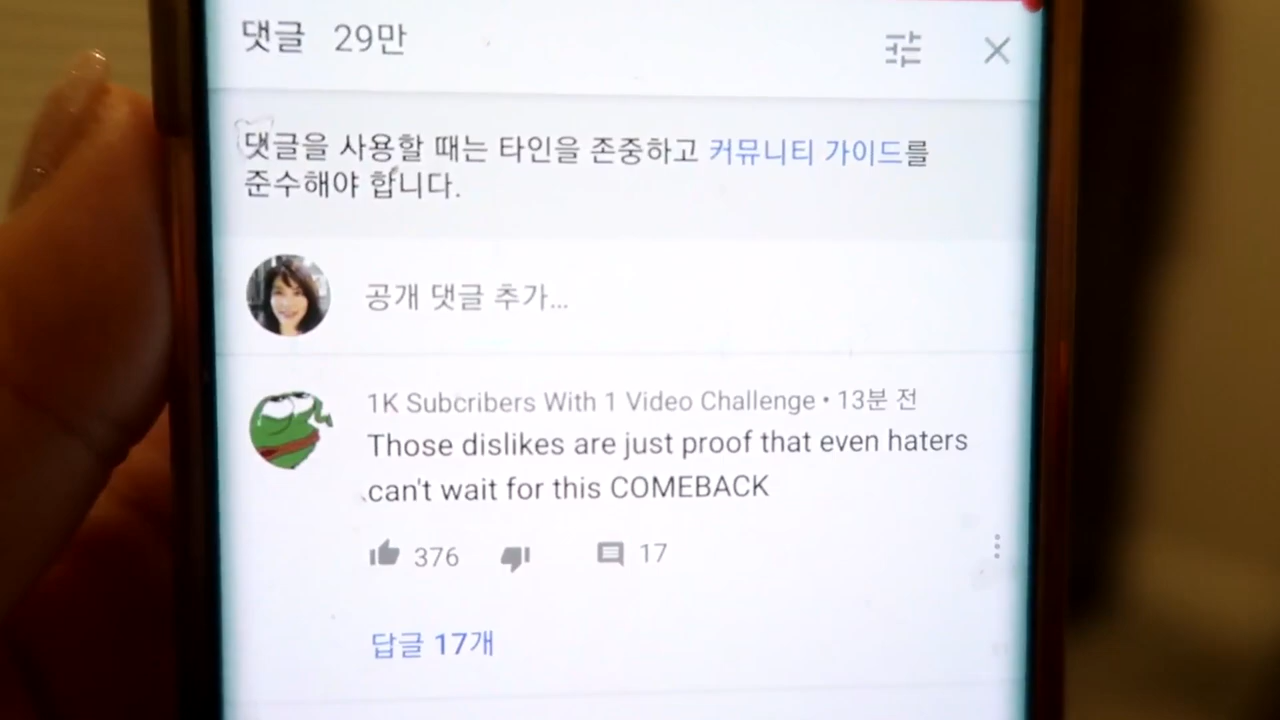 댓글 29만
댓글을 사용할 때는 타인을 존중하고 커뮤니티 가이드를
준수해야 합니다.
공개 댓글 추가...
1K Subcribers With 1 Video Challenge • 13분 전
Those dislikes are just proof that even haters
can't wait for this COMEBACK
376 17
답글 17개